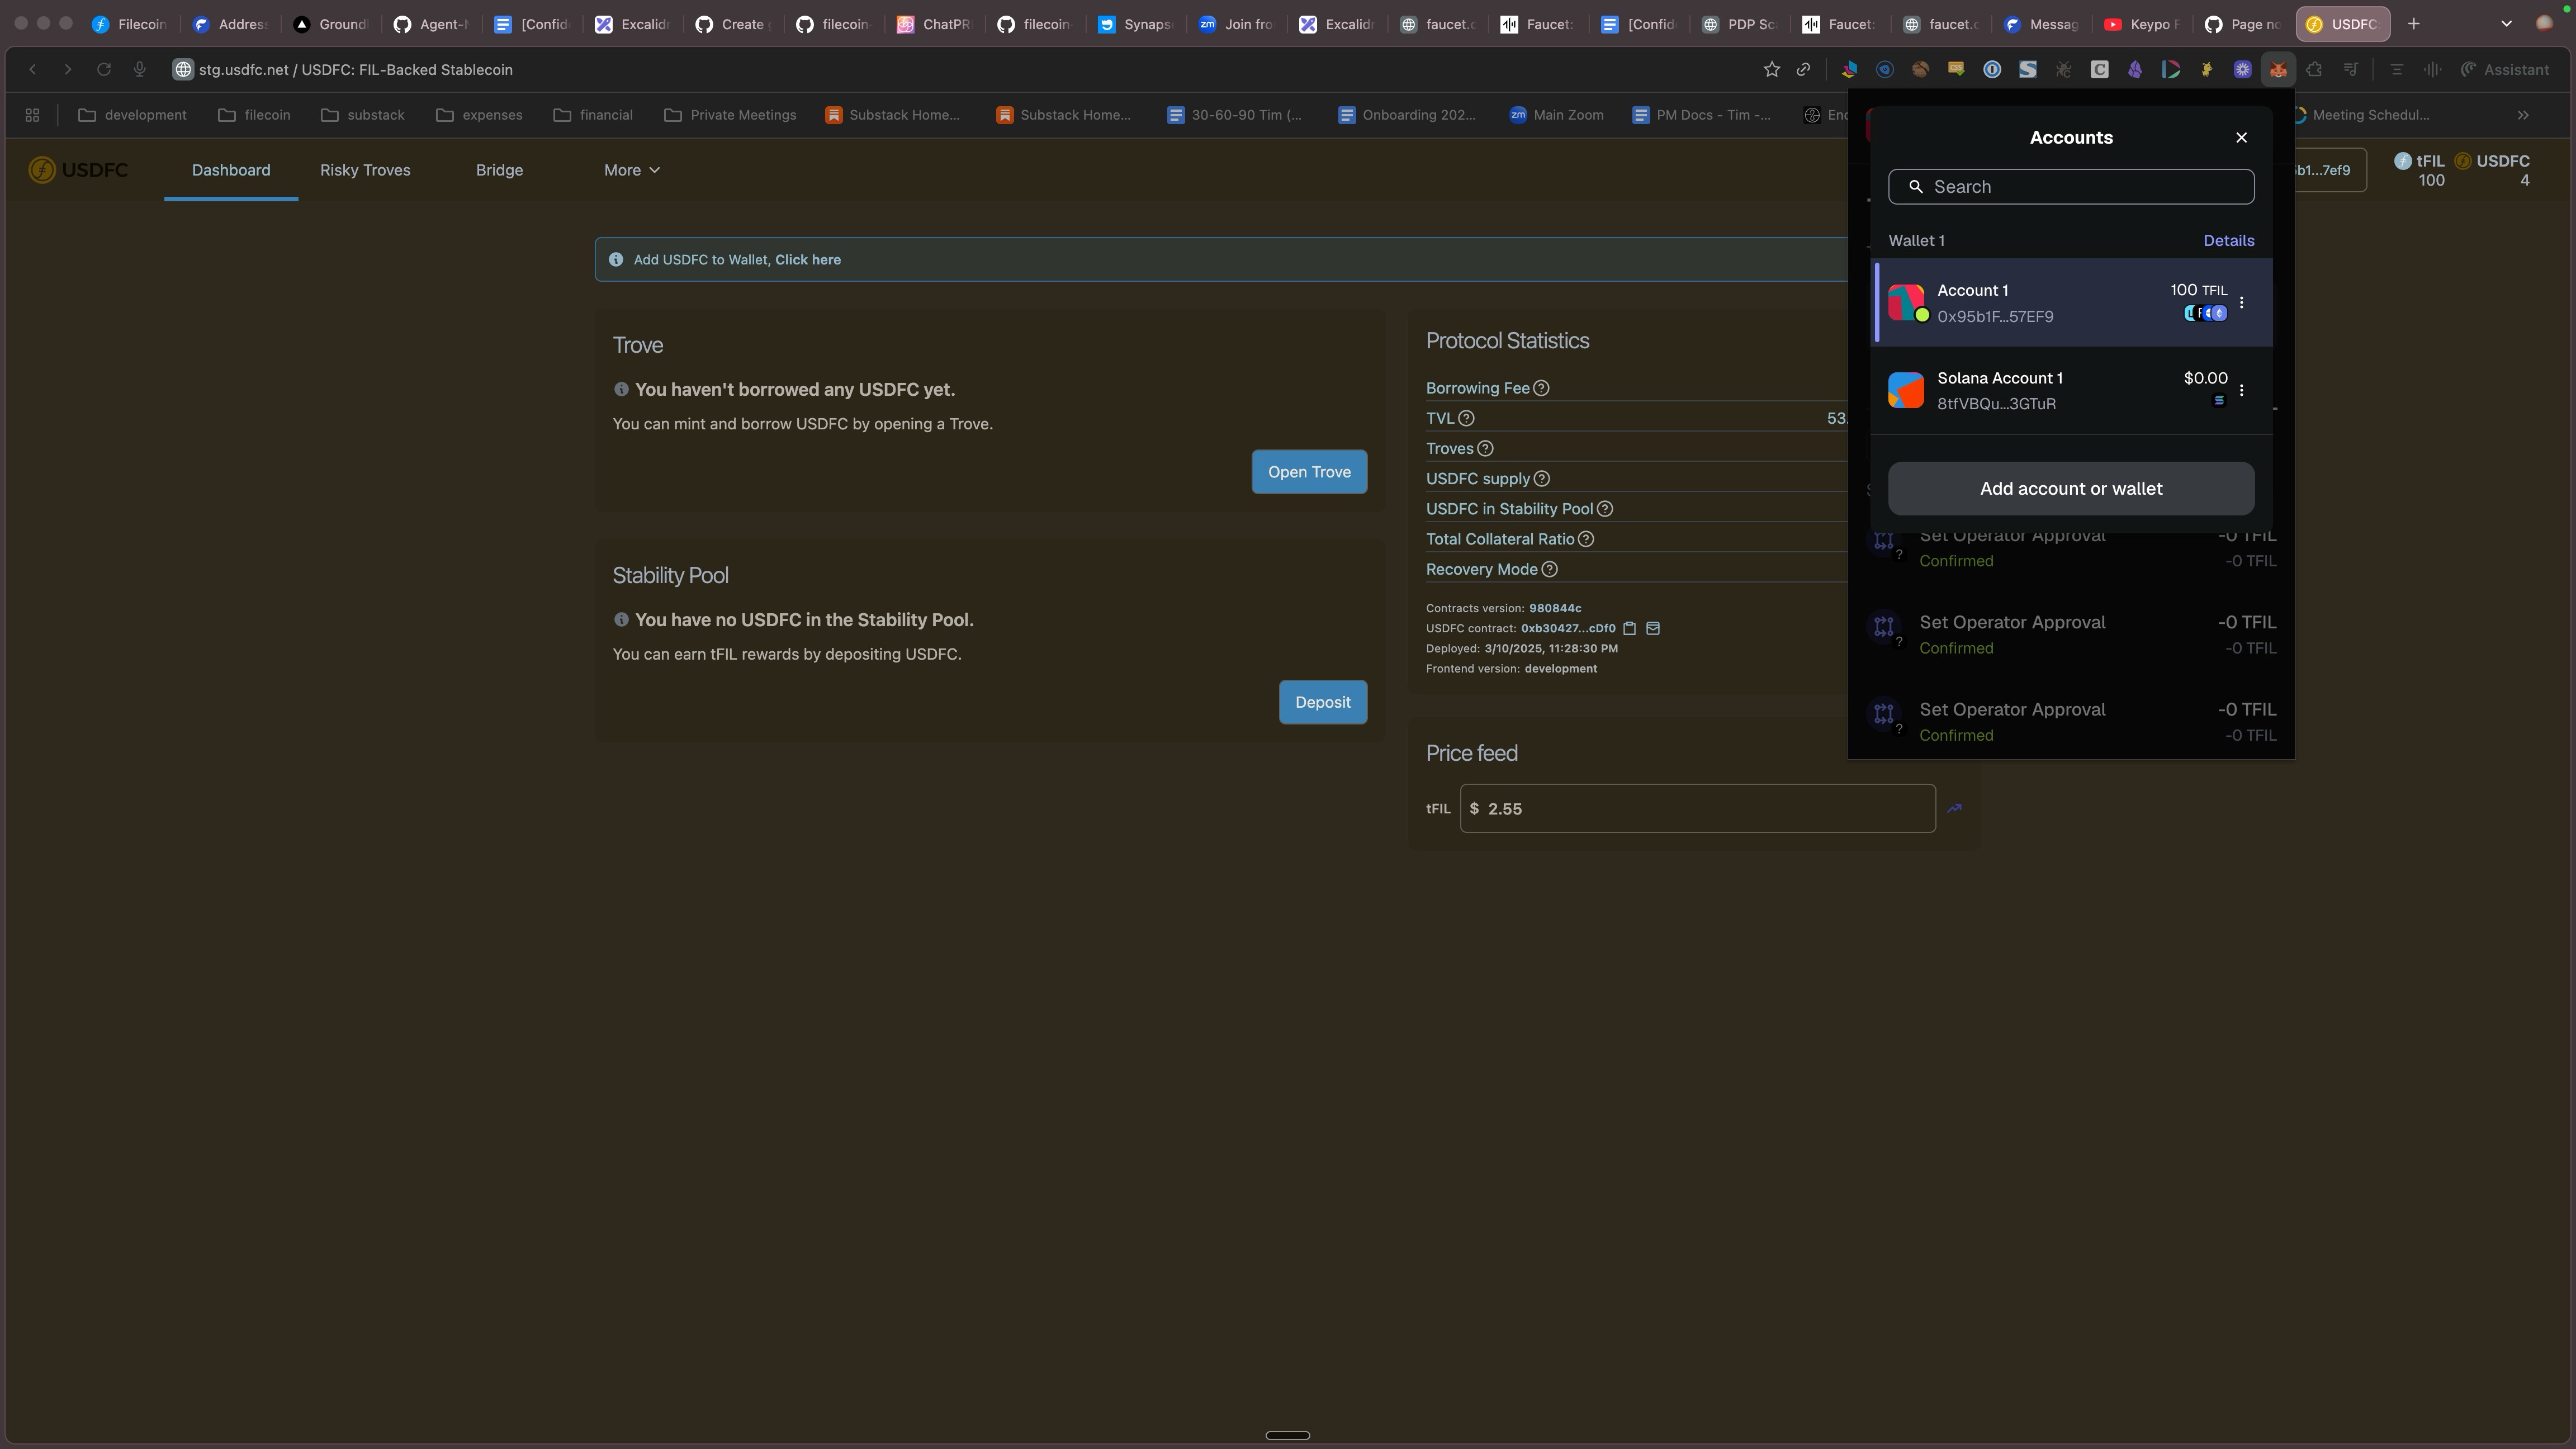 Filecoin Address Ground Agent-N [Confid Excalidr Create filecoin- ChatPR filecoin- Synaps Join fro Excalidr faucet.c Faucet: [Confid PDP Sc Faucet: faucet.c Messag Keypo F Page no USDFC
stg.usdfc.net / USDFC: FIL-Backed Stablecoin
Assistant
development filecoin substack expenses financial Private Meetings Substack Home... Substack Home... 30-60-90 Tim (... Onboarding 202... Main Zoom PM Docs - Tim -... Meeting Schedul...
USDFC Dashboard Risky Troves Bridge More
b1...7ef9
tFIL USDFC
100 4
Add USDFC to Wallet, Click here
Trove
You haven't borrowed any USDFC yet.
You can mint and borrow USDFC by opening a Trove.
Open Trove
Stability Pool
You have no USDFC in the Stability Pool.
You can earn tFIL rewards by depositing USDFC.
Deposit
Protocol Statistics
Borrowing Fee
TVL 53.
Troves
USDFC supply
USDFC in Stability Pool
Total Collateral Ratio
Recovery Mode
Contracts version: 980844c
USDFC contract: 0xb30427...cDf0
Deployed: 3/10/2025, 11:28:30 PM
Frontend version: development
Price feed
tFIL $ 2.55
Accounts
Search
Wallet 1 Details
Account 1 100 TFIL
0x95b1F...57EF9
Solana Account 1 $0.00
8tfVBQu...3GTuR
Add account or wallet
Set Operator Approval -0 TFIL
Confirmed -0 TFIL
Set Operator Approval -0 TFIL
Confirmed -0 TFIL
Set Operator Approval -0 TFIL
Confirmed -0 TFIL